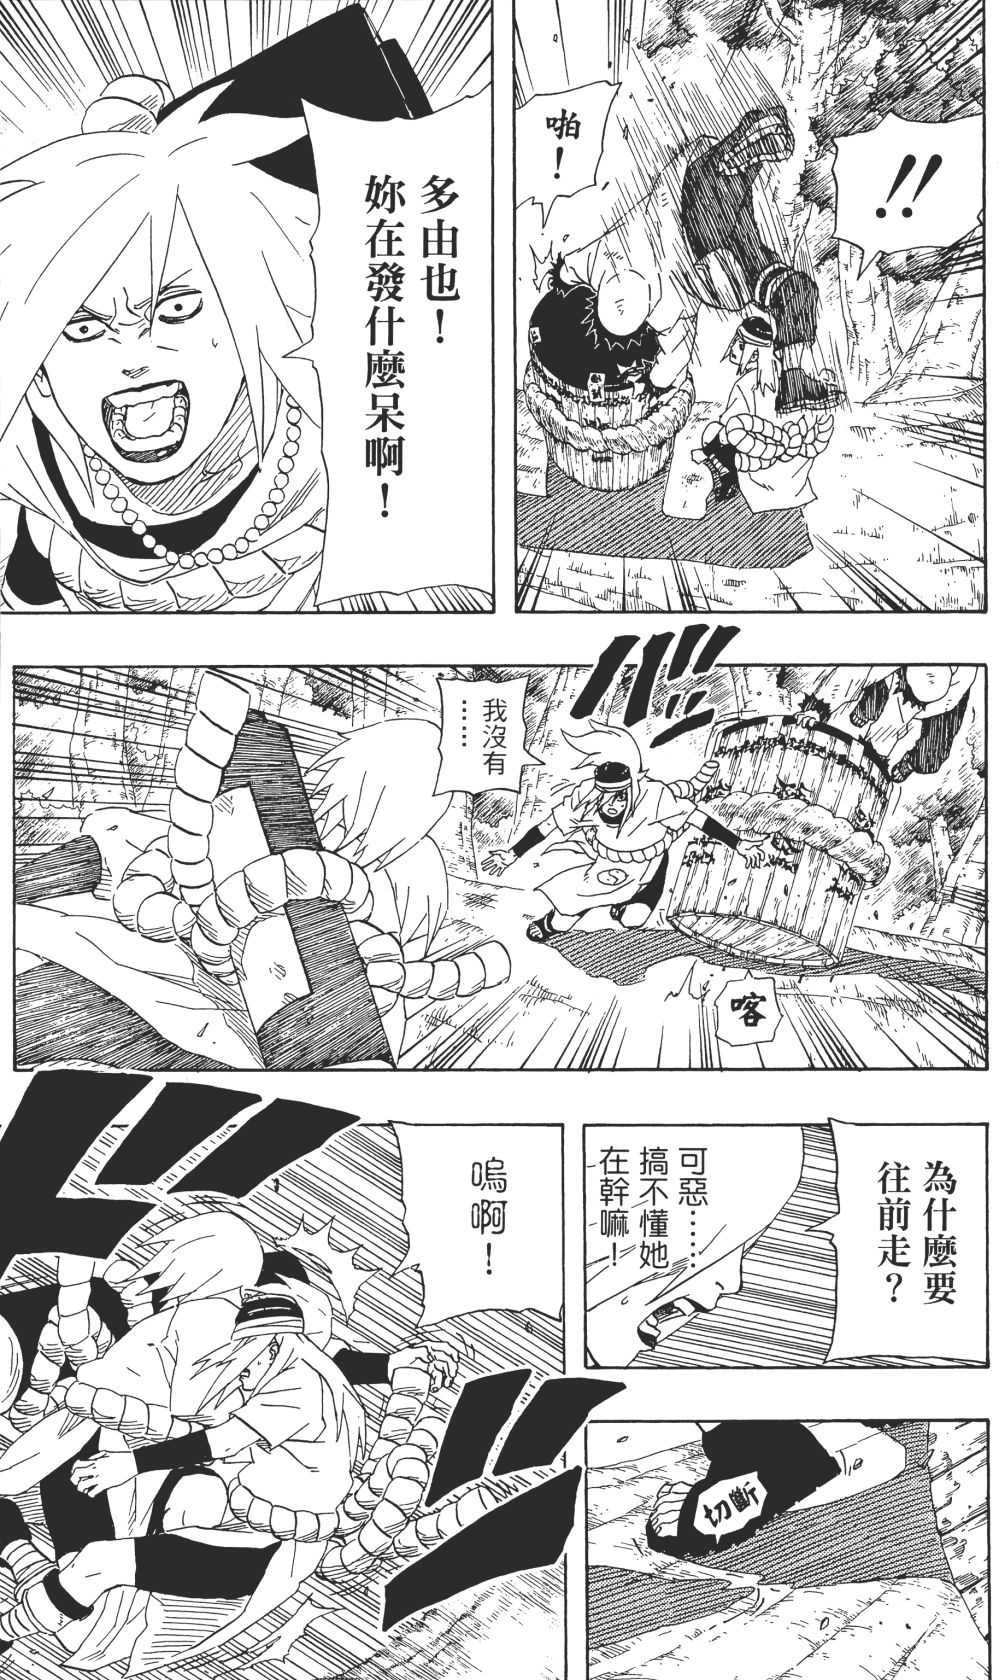 !!
啪!
多由也!
妳在發什麼呆啊!
我沒有
⋯⋯
喀
為什麼要
往前走?
可惡⋯⋯
搞不懂她
在幹嘛!
切斷
嗚啊!